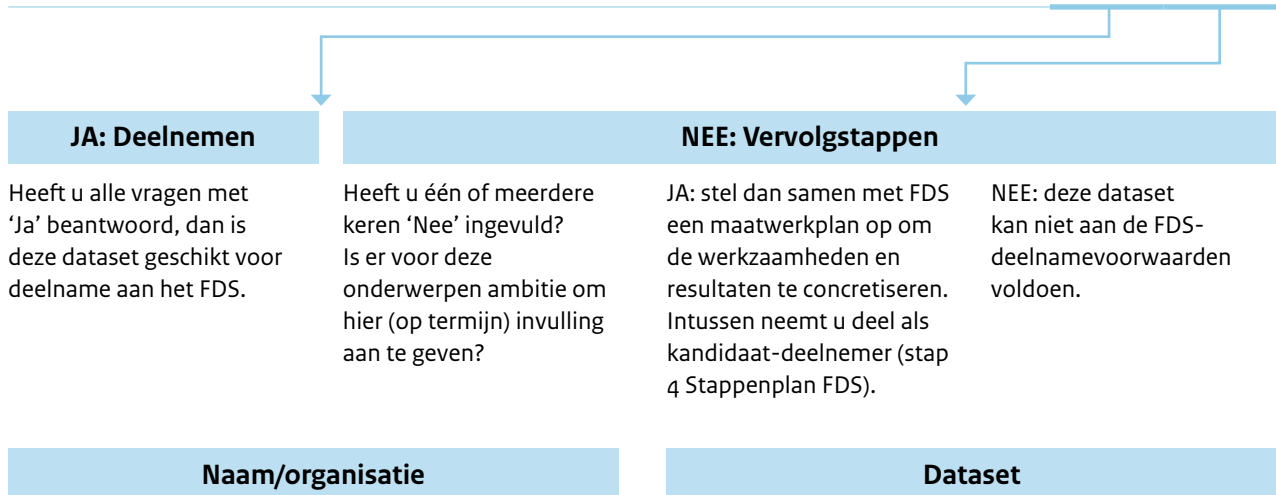 JA: Deelnemen
Heeft u alle vragen met
‘Ja’ beantwoord, dan is
deze dataset geschikt voor
deelname aan het FDS.
NEE: Vervolgstappen
Heeft u één of meerdere
keren ‘Nee’ ingevuld?
Is er voor deze
onderwerpen ambitie om
hier (op termijn) invulling
aan te geven?
JA: stel dan samen met FDS
een maatwerkplan op om
de werkzaamheden en
resultaten te concretiseren.
Intussen neemt u deel als
kandidaat-deelnemer (stap
4 Stappenplan FDS).
NEE: deze dataset
kan niet aan de FDS-
deelnamevoorwaarden
voldoen.
Naam/organisatie
Dataset